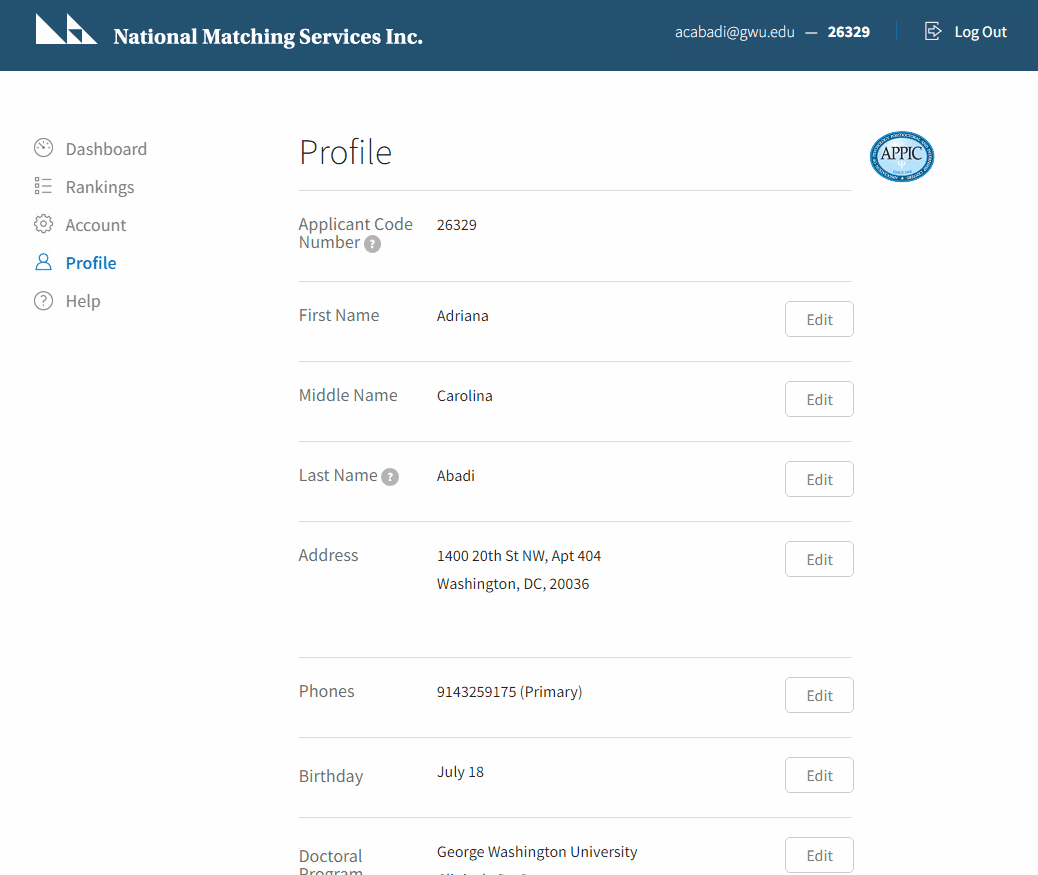 National Matching Services Inc.
acabadi@gwu.edu — 26329
Log Out
Dashboard
Rankings
Account
Profile
Help
Profile
APPIC
Applicant Code
Number ?
26329
First Name
Adriana
Edit
Middle Name
Carolina
Edit
Last Name ?
Abadi
Edit
Address
1400 20th St NW, Apt 404
Washington, DC, 20036
Edit
Phones
9143259175 (Primary)
Edit
Birthday
July 18
Edit
Doctoral
Program
George Washington University
Edit